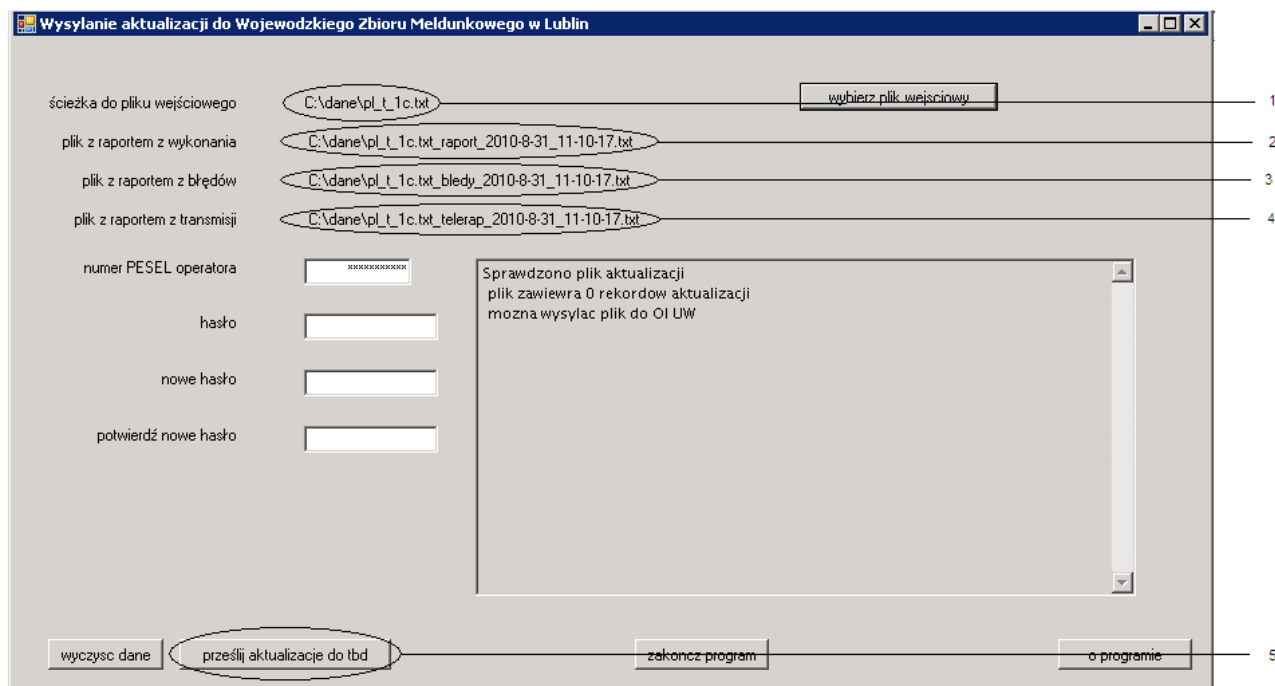 Wysylanie aktualizacji do Wojewodzkiego Zbioru Meldunkowego w Lublin
ścieżka do pliku wejściowego C:\dane\pl_t_1c.txt wybierz plik wejsciowy 1
plik z raportem z wykonania C:\dane\pl_t_1c.txt_raport_2010-8-31_11-10-17.txt 2
plik z raportem z błędów C:\dane\pl_t_1c.txt_bledy_2010-8-31_11-10-17.txt 3
plik z raportem z transmisji C:\dane\pl_t_1c.txt_telerap_2010-8-31_11-10-17.txt 4
numer PESEL operatora ***********
Sprawdzono plik aktualizacji
plik zawiewra 0 rekordow aktualizacji
mozna wysylac plik do OI UW
hasło
nowe hasło
potwierdź nowe hasło
wyczysc dane prześlij aktualizacje do tbd zakoncz program o programie 5